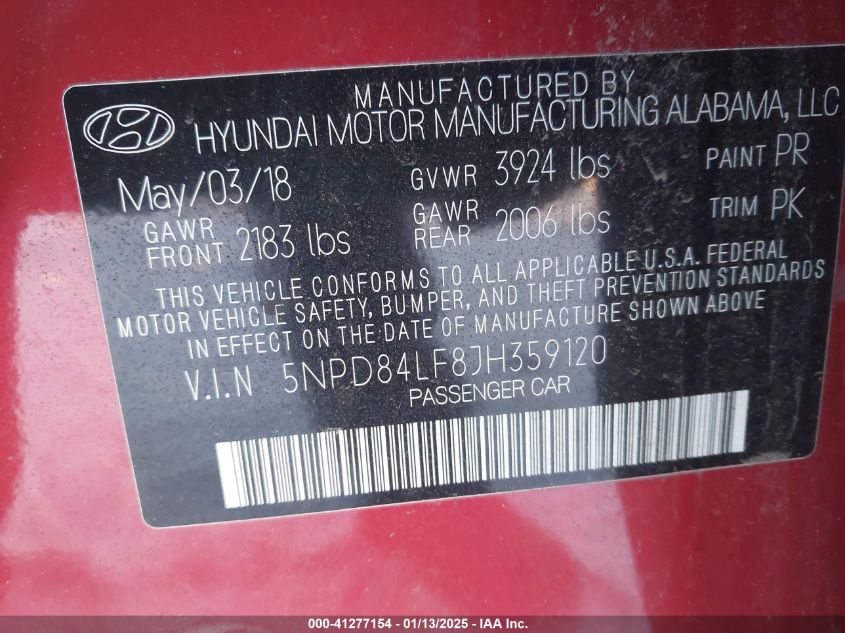 MANUFACTURED BY
HYUNDAI MOTOR MANUFACTURING ALABAMA, LLC
May/03/18 GVWR 3924 lbs PAINT PR
GAWR FRONT 2183 lbs GAWR REAR 2006 lbs TRIM PK
THIS VEHICLE CONFORMS TO ALL APPLICABLE U.S.A. FEDERAL
MOTOR VEHICLE SAFETY, BUMPER, AND THEFT PREVENTION STANDARDS
IN EFFECT ON THE DATE OF MANUFACTURE SHOWN ABOVE
V.I.N 5NPD84LF8JH359120
PASSENGER CAR
000-41277154 - 01/13/2025 - IAA Inc.